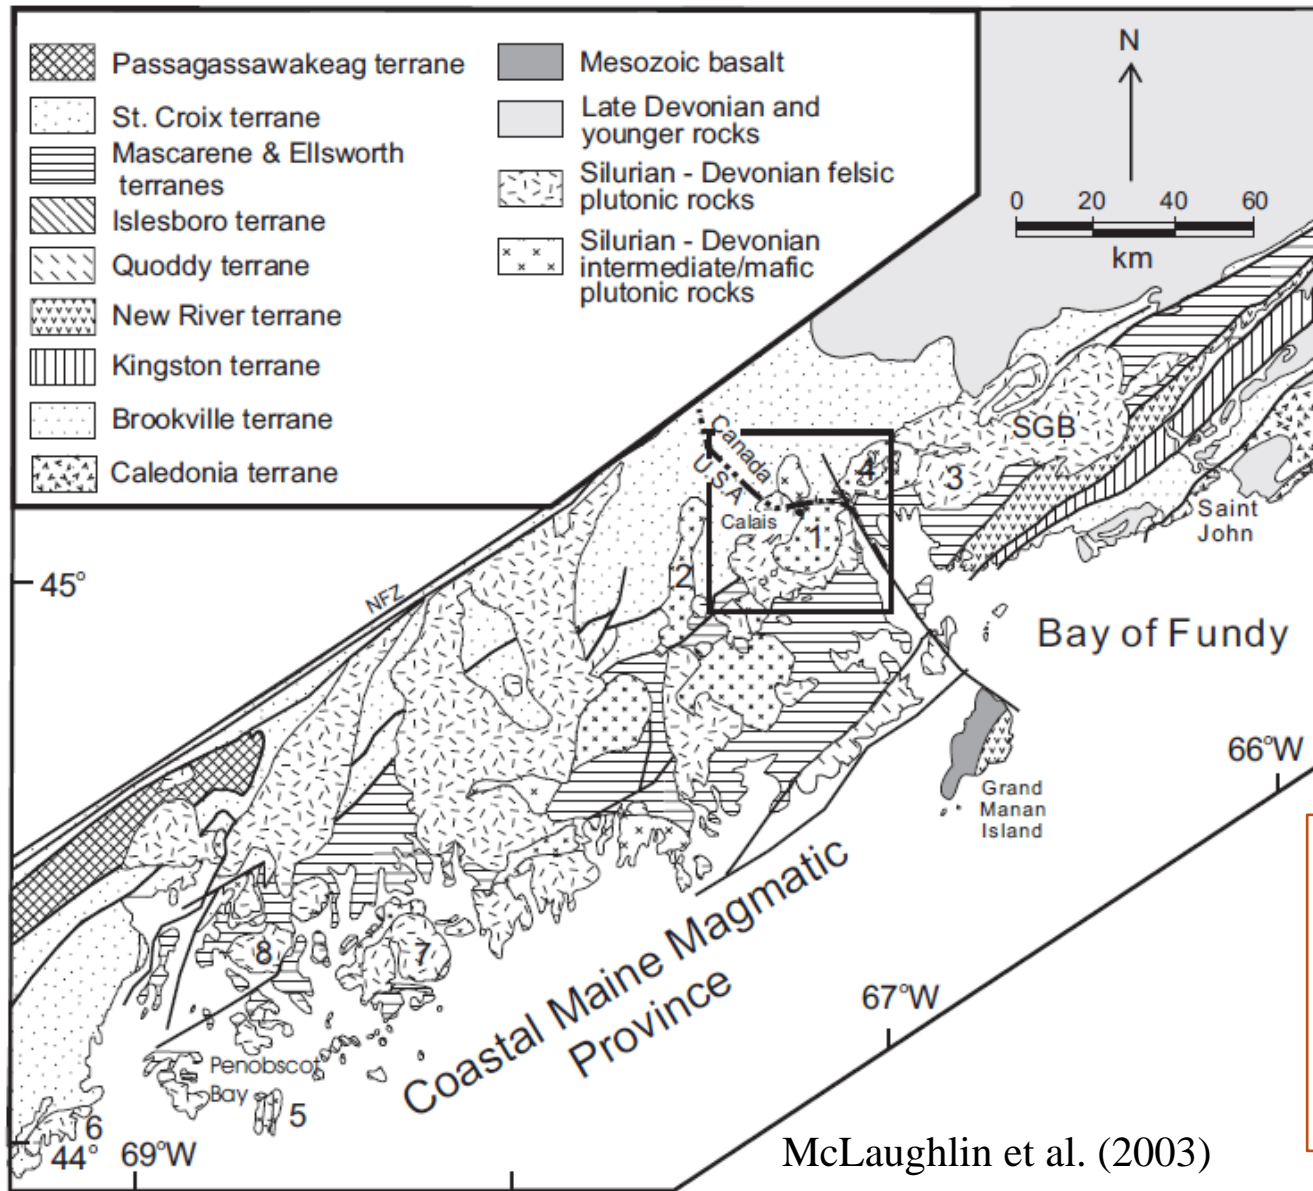 Passagassawakeag terrane
St. Croix terrane
Mascarene & Ellsworth
terranes
Islesboro terrane
Quoddy terrane
New River terrane
Kingston terrane
Brookville terrane
Caledonia terrane
Mesozoic basalt
Late Devonian and
younger rocks
Silurian - Devonian felsic
plutonic rocks
Silurian - Devonian
intermediate/mafic
plutonic rocks
N
0 20 40 60
km
SGB
Canada
U.S.A
4
3
Calais
1
2
Saint
John
45°
NFZ
Bay of Fundy
66°W
Grand
Manan
Island
8
7
Coastal Maine Magmatic
Province
67°W
Penobscot
Bay
5
6
44° 69°W
McLaughlin et al. (2003)